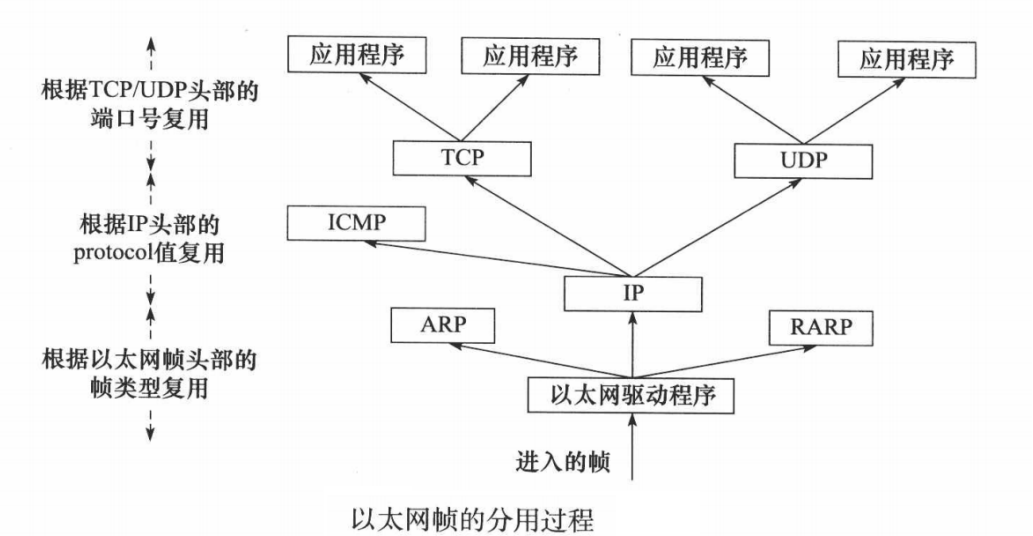 应用程序
应用程序
应用程序
应用程序
根据TCP/UDP头部的
端口号复用
TCP
UDP
根据IP头部的
protocol值复用
ICMP
IP
ARP
RARP
根据以太网帧头部的
帧类型复用
以太网驱动程序
进入的帧
以太网帧的分用过程